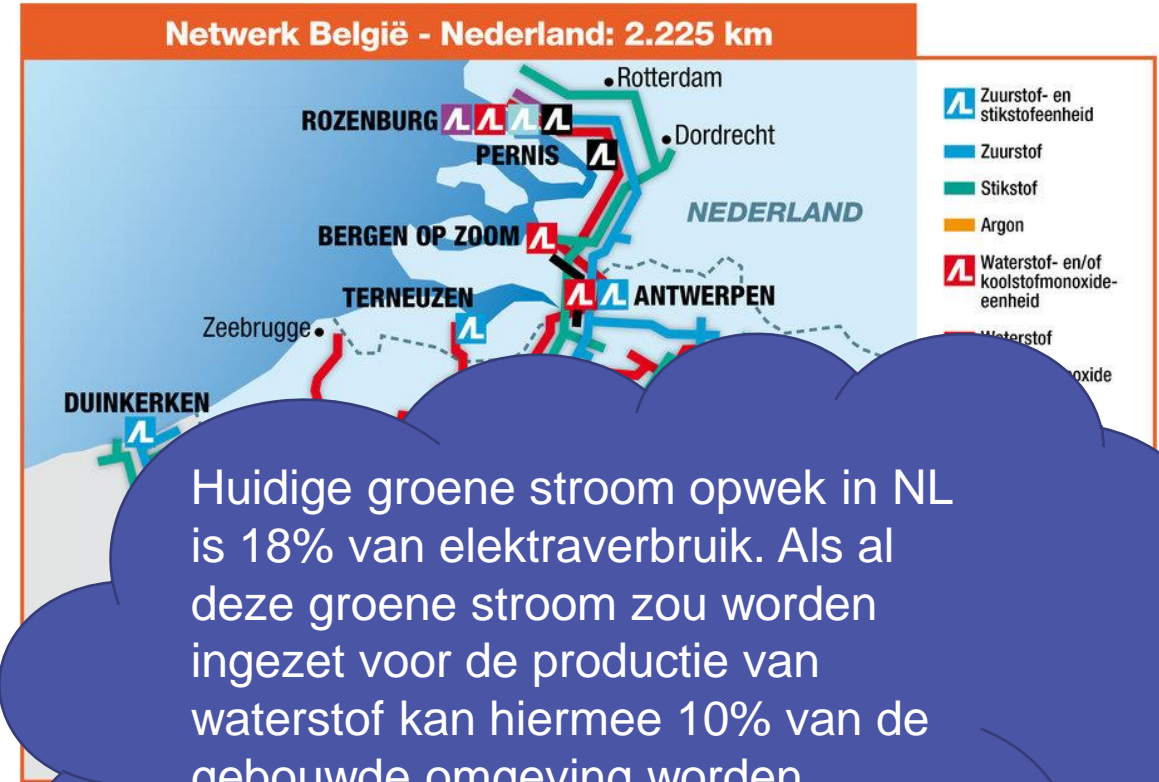 Netwerk België - Nederland: 2.225 km
Rotterdam
ROZENBURG
Dordrecht
PERNIS
NEDERLAND
BERGEN OP ZOOM
TERNEUZEN
ANTWERPEN
Zeebrugge
DUINKERKEN
Zuurstof- en
stikstofeenheid
Zuurstof
Stikstof
Argon
Waterstof- en/of
koolstofmonoxide-
eenheid
Huidige groene stroom opwek in NL
is 18% van elektraverbruik. Als al
deze groene stroom zou worden
ingezet voor de productie van
waterstof kan hiermee 10% van de
gebouwde omgeving worden